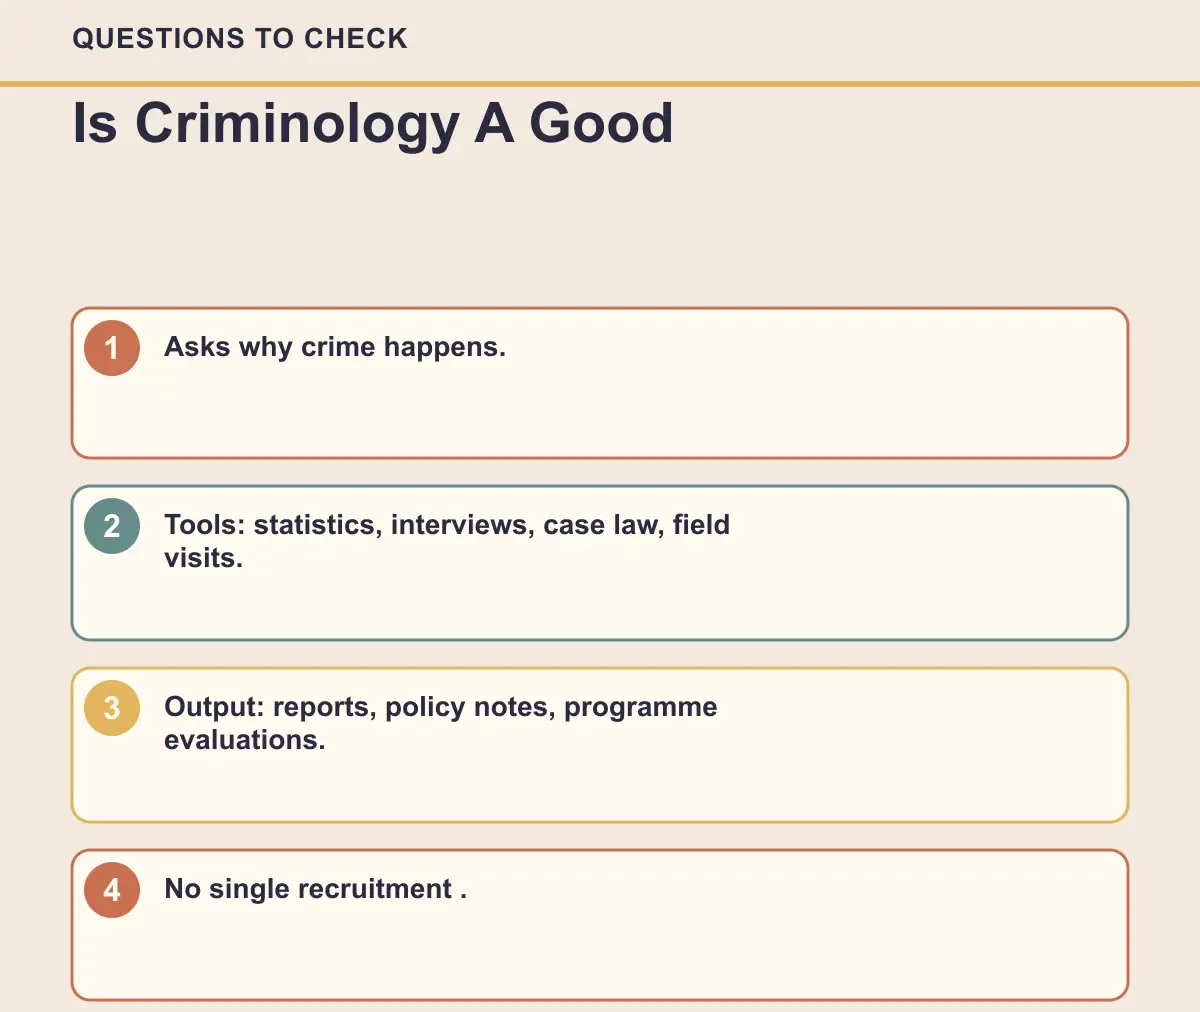 QUESTIONS TO CHECK
Is Criminology A Good
1 Asks why crime happens.
2 Tools: statistics, interviews, case law, field
visits.
3 Output: reports, policy notes, programme
evaluations.
4 No single recruitment .